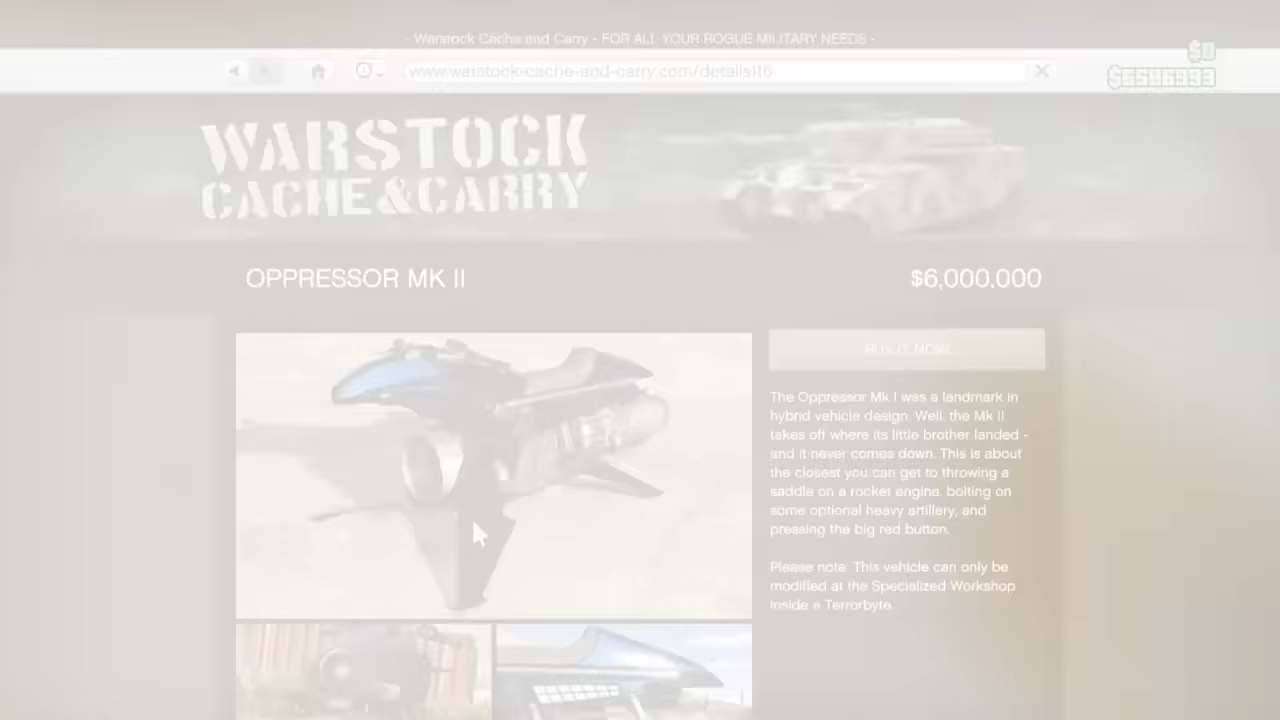 - Warstock Cache and Carry - FOR ALL YOUR ROGUE MILITARY NEEDS -
$0
www.warstock-cache-and-carry.com/details
WARSTOCK
CACHE&CARRY
OPPRESSOR MK II
$6,000,000
BUY IT NOW
The Oppressor Mk I was a landmark in
hybrid vehicle design. Well, the Mk II
takes off where its little brother landed -
and it never comes down. This is about
the closest you can get to throwing a
saddle on a rocket engine, bolting on
some optional heavy artillery, and
pressing the big red button.
Please note: This vehicle can only be
modified at the Specialized Workshop
inside a Terrorbyte.